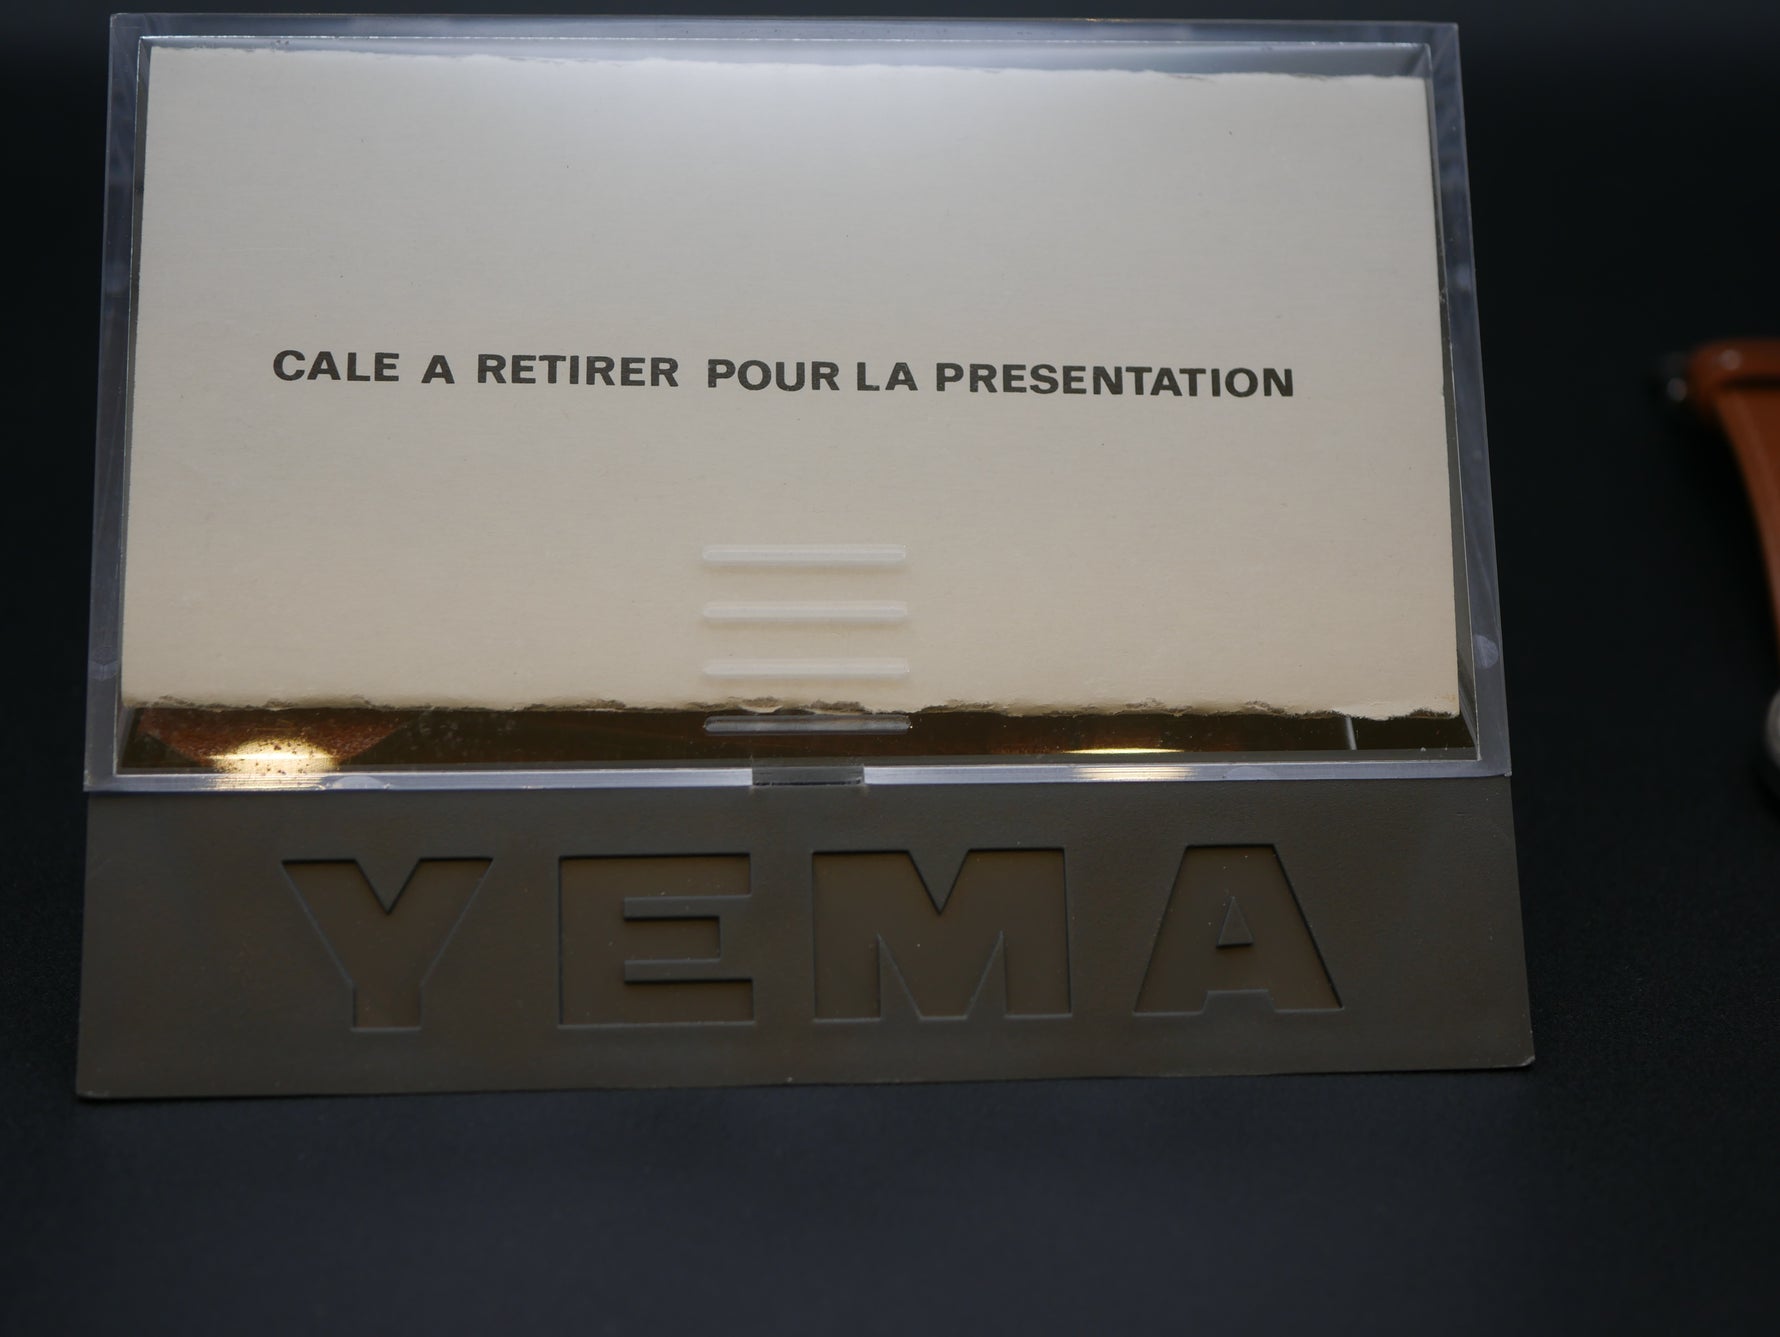 CALE A RETIRER POUR LA PRESENTATION
YEMA